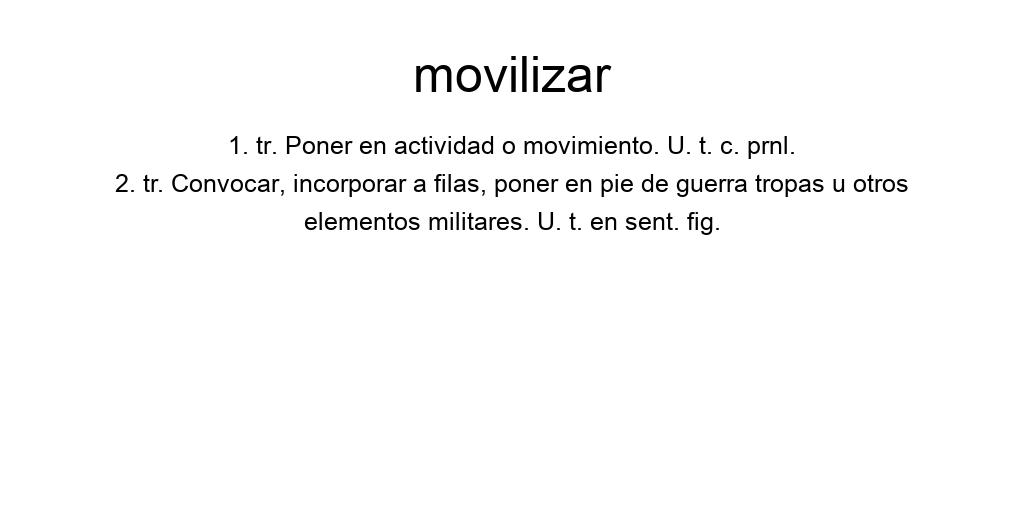 movilizar
1. tr. Poner en actividad o movimiento. U. t. c. prnl.
2. tr. Convocar, incorporar a filas, poner en pie de guerra tropas u otros
elementos militares. U. t. en sent. fig.